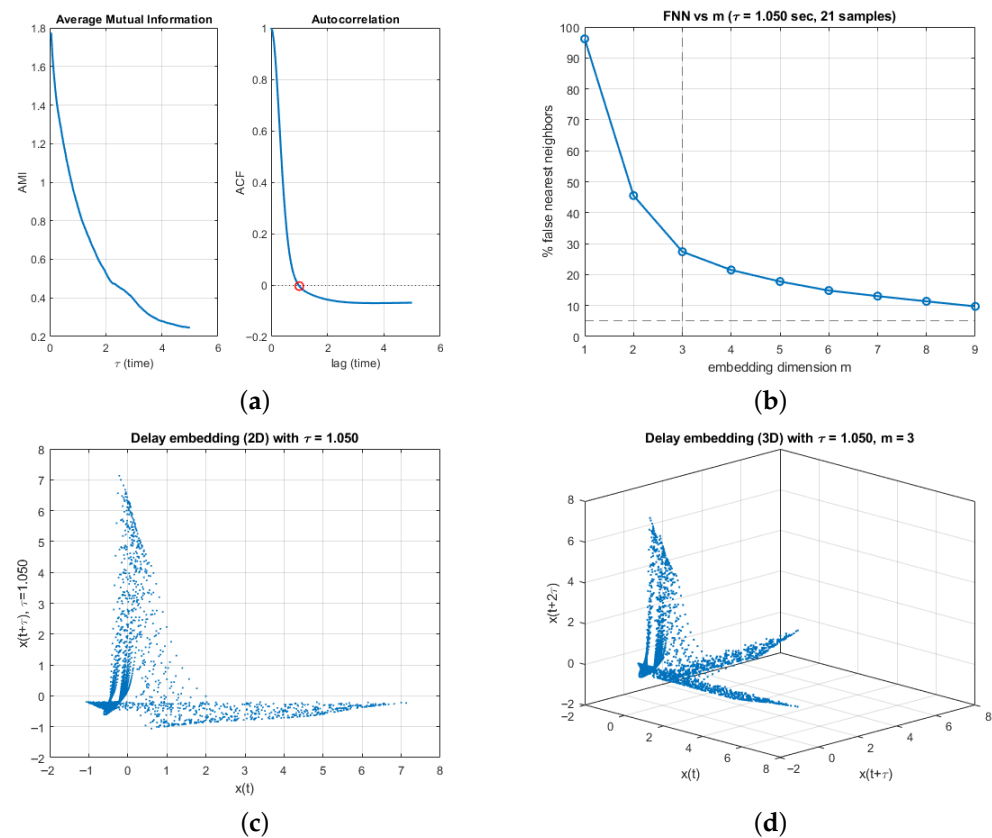 Average Mutual Information
1.8
1.6
1.4
1.2
1
0.8
0.6
0.4
0.2
AMI
0 2 4 6
τ (time)
Autocorrelation
1
0.8
0.6
0.4
0.2
0
−0.2
ACF
0 2 4 6
lag (time)
(a)
FNN vs m (τ = 1.050 sec, 21 samples)
100
90
80
70
60
50
40
30
20
10
0
% false nearest neighbors
1 2 3 4 5 6 7 8 9
embedding dimension m
(b)
Delay embedding (2D) with τ = 1.050
8
7
6
5
4
3
2
1
0
−1
−2
x(t+τ), τ=1.050
−2 −1 0 1 2 3 4 5 6 7 8
x(t)
(c)
Delay embedding (3D) with τ = 1.050, m = 3
8
6
4
2
0
−2
x(t+2τ)
−2 0 2 4 6 8
x(t)
−2 0 2 4 6 8
x(t+τ)
(d)